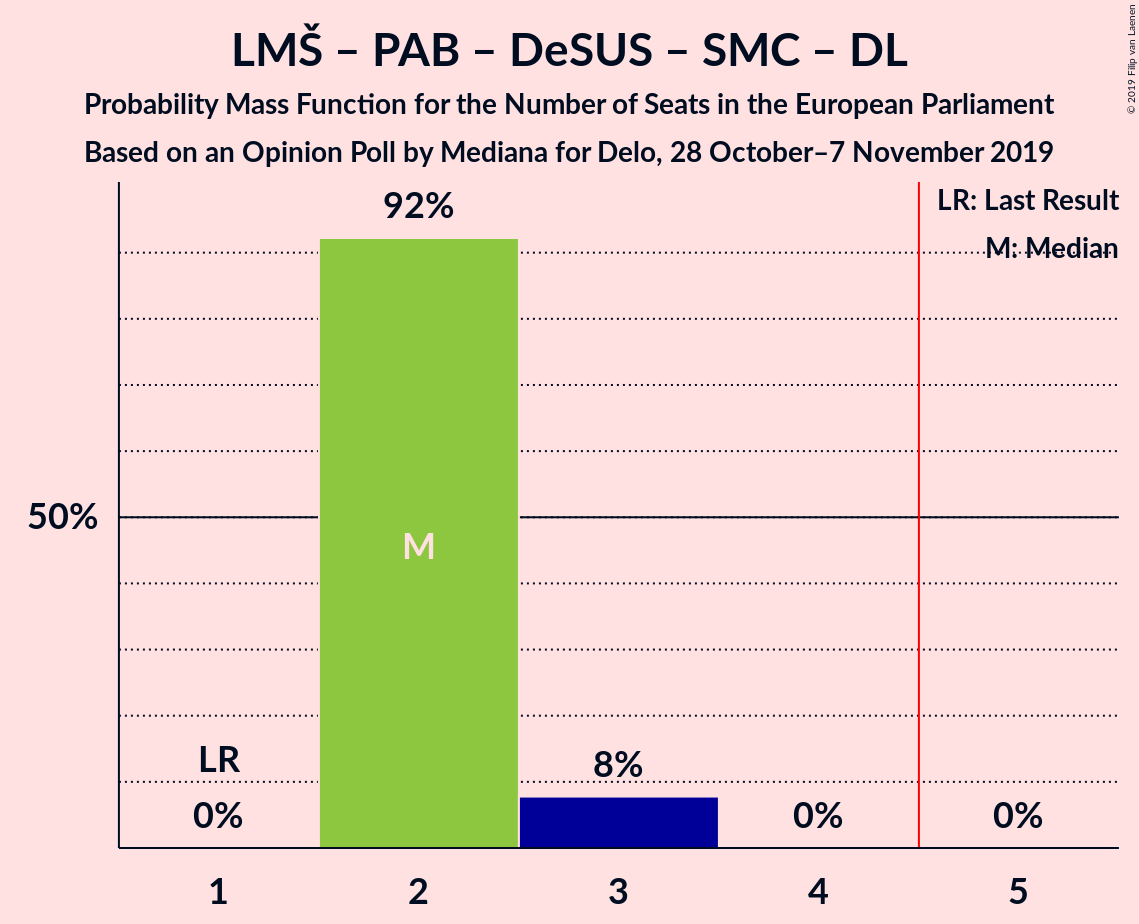 LMŠ – PAB – DeSUS – SMC – DL
Probability Mass Function for the Number of Seats in the European Parliament
Based on an Opinion Poll by Mediana for Delo, 28 October–7 November 2019
© 2019 Filip van Laenen
LR: Last Result
M: Median
92%
50%
M
LR
0%
8%
0%
0%
1
2
3
4
5